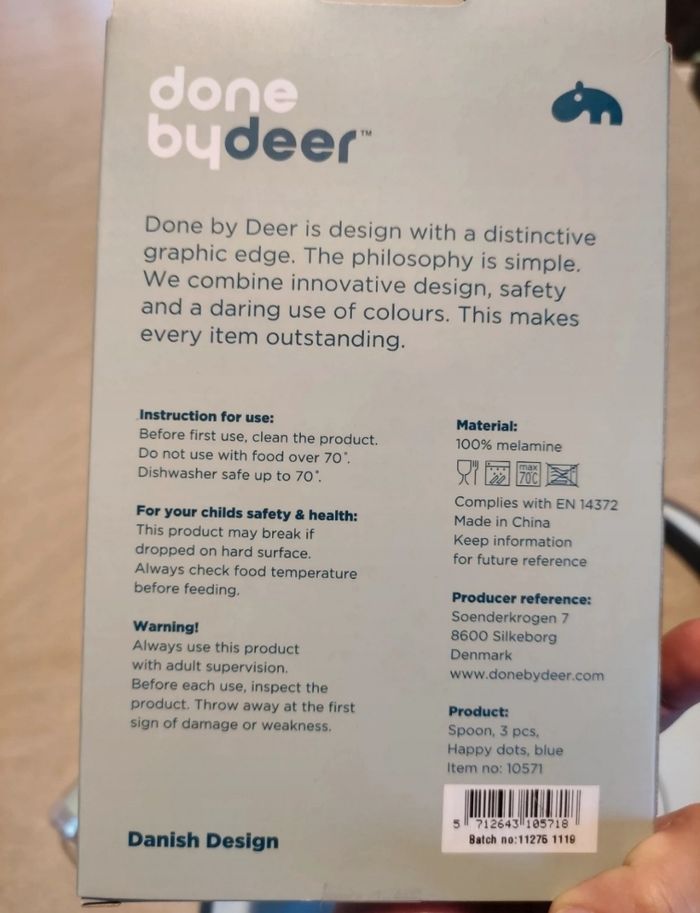 done
bydeer™
Done by Deer is design with a distinctive
graphic edge. The philosophy is simple.
We combine innovative design, safety
and a daring use of colours. This makes
every item outstanding.
Instruction for use:
Before first use, clean the product.
Do not use with food over 70°.
Dishwasher safe up to 70°.
For your childs safety & health:
This product may break if
dropped on hard surface.
Always check food temperature
before feeding.
Warning!
Always use this product
with adult supervision.
Before each use, inspect the
product. Throw away at the first
sign of damage or weakness.
Danish Design
Material:
100% melamine
max
70°C
Complies with EN 14372
Made in China
Keep information
for future reference
Producer reference:
Soenderkrogen 7
8600 Silkeborg
Denmark
www.donebydeer.com
Product:
Spoon, 3 pcs,
Happy dots, blue
Item no: 10571
5 712643 105718
Batch no:11276 1119